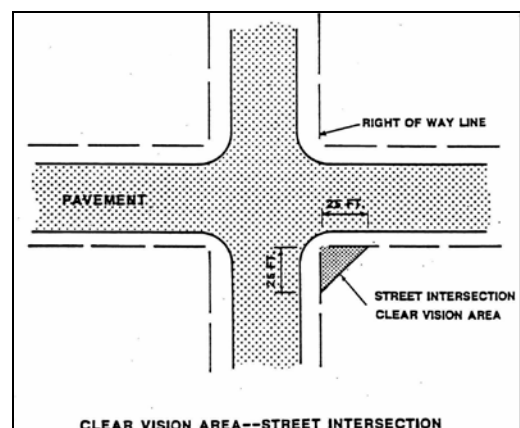 RIGHT OF WAY LINE
PAVEMENT
25 FT.
25 FT.
STREET INTERSECTION
CLEAR VISION AREA
CLEAR VISION AREA--STREET INTERSECTION